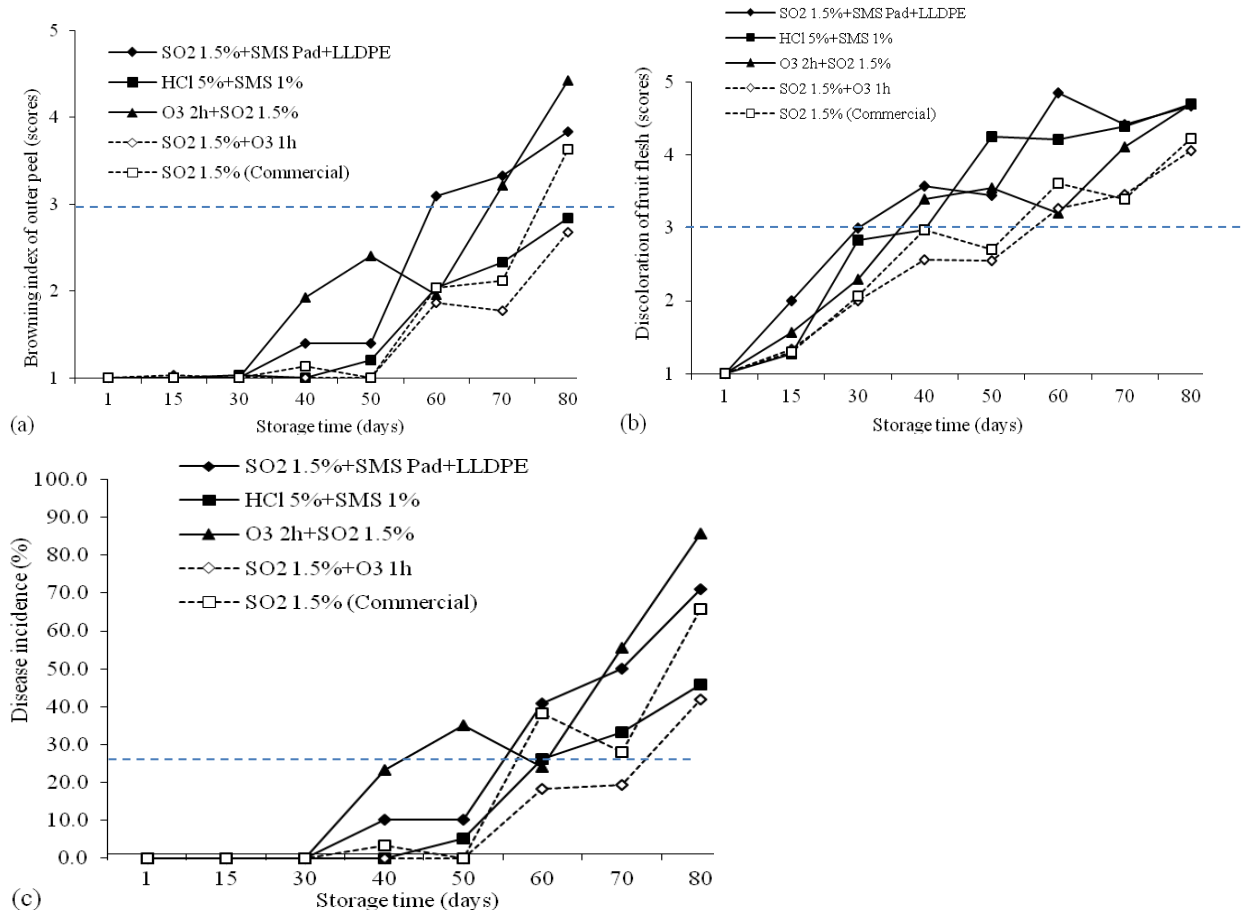 Browning index of outer peel (scores)
5
4
3
2
1
SO2 1.5%+SMS Pad+LLDPE
HCl 5%+SMS 1%
O3 2h+SO2 1.5%
SO2 1.5%+O3 1h
SO2 1.5% (Commercial)
1 15 30 40 50 60 70 80
Storage time (days)
(a)
SO2 1.5%+SMS Pad+LLDPE
HCl 5%+SMS 1%
O3 2h+SO2 1.5%
SO2 1.5%+O3 1h
SO2 1.5% (Commercial)
Discoloration of fruit flesh (scores)
5
4
3
2
1
1 15 30 40 50 60 70 80
Storage time (days)
(b)
SO2 1.5%+SMS Pad+LLDPE
HCl 5%+SMS 1%
O3 2h+SO2 1.5%
SO2 1.5%+O3 1h
SO2 1.5% (Commercial)
Disease incidence (%)
100.0
90.0
80.0
70.0
60.0
50.0
40.0
30.0
20.0
10.0
0.0
1 15 30 40 50 60 70 80
Storage time (days)
(c)